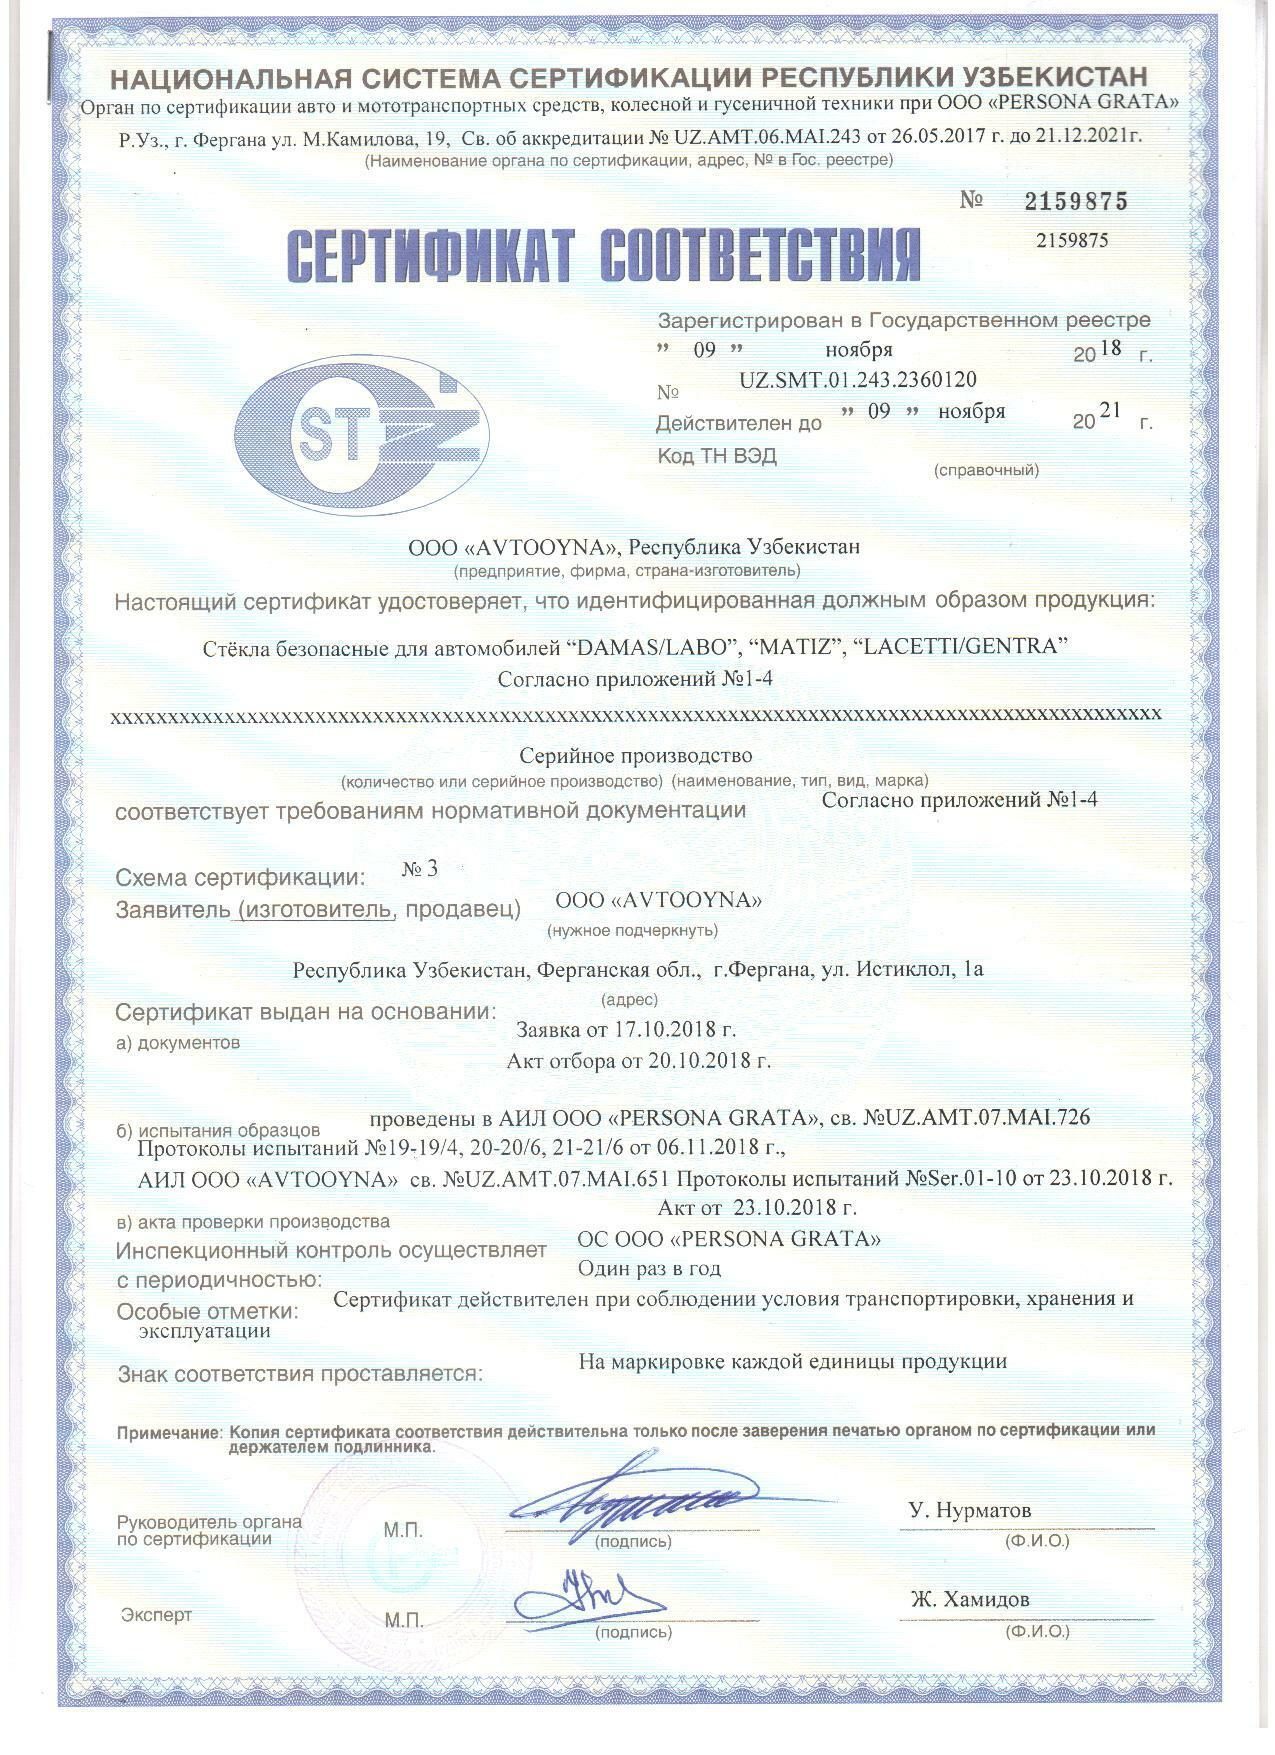 НАЦИОНАЛЬНАЯ СИСТЕМА СЕРТИФИКАЦИИ РЕСПУБЛИКИ УЗБЕКИСТАН
Орган по сертификации авто и мототранспортных средств, колесной и гусеничной техники при ООО «PERSONA GRATA»
Р.Уз., г. Фергана ул. М.Камилова, 19, Св. об аккредитации № UZ.AMT.06.MAI.243 от 26.05.2017 г. до 21.12.2021г.
(Наименование органа по сертификации, адрес, № в Гос. реестре)
№ 2159875
2159875
СЕРТИФИКАТ СООТВЕТСТВИЯ
Зарегистрирован в Государственном реестре
” 09 ” ноября 2018 г.
№ UZ.SMT.01.243.2360120
Действителен до ” 09 ” ноября 2021 г.
Код ТН ВЭД (справочный)
ST
ООО «AVTOOYNA», Республика Узбекистан
(предприятие, фирма, страна-изготовитель)
Настоящий сертификат удостоверяет, что идентифицированная должным образом продукция:
Стёкла безопасные для автомобилей “DAMAS/LABO”, “MATIZ”, “LACETTI/GENTRA”
Согласно приложений №1-4
xxxxxxxxxxxxxxxxxxxxxxxxxxxxxxxxxxxxxxxxxxxxxxxxxxxxxxxxxxxxxxxxxxxxxxxxxxxxxxxxxxxxxxxxxxxx
Серийное производство
(количество или серийное производство) (наименование, тип, вид, марка)
соответствует требованиям нормативной документации Согласно приложений №1-4
Схема сертификации: № 3
Заявитель (изготовитель, продавец) ООО «AVTOOYNA»
(нужное подчеркнуть)
Республика Узбекистан, Ферганская обл., г.Фергана, ул. Истиклол, 1а
(адрес)
Сертификат выдан на основании:
а) документов Заявка от 17.10.2018 г.
Акт отбора от 20.10.2018 г.
б) испытания образцов проведены в АИЛ ООО «PERSONA GRATA», св. №UZ.AMT.07.MAI.726
Протоколы испытаний №19-19/4, 20-20/6, 21-21/6 от 06.11.2018 г.,
АИЛ ООО «AVTOOYNA» св. №UZ.AMT.07.MAI.651 Протоколы испытаний №Ser.01-10 от 23.10.2018 г.
в) акта проверки производства Акт от 23.10.2018 г.
Инспекционный контроль осуществляет ОС ООО «PERSONA GRATA»
с периодичностью: Один раз в год
Особые отметки: Сертификат действителен при соблюдении условия транспортировки, хранения и
эксплуатации
Знак соответствия проставляется: На маркировке каждой единицы продукции
Примечание: Копия сертификата соответствия действительна только после заверения печатью органом по сертификации или
держателем подлинника.
Руководитель органа
по сертификации М.П. (подпись) У. Нурматов (Ф.И.О.)
Эксперт М.П. (подпись) Ж. Хамидов (Ф.И.О.)